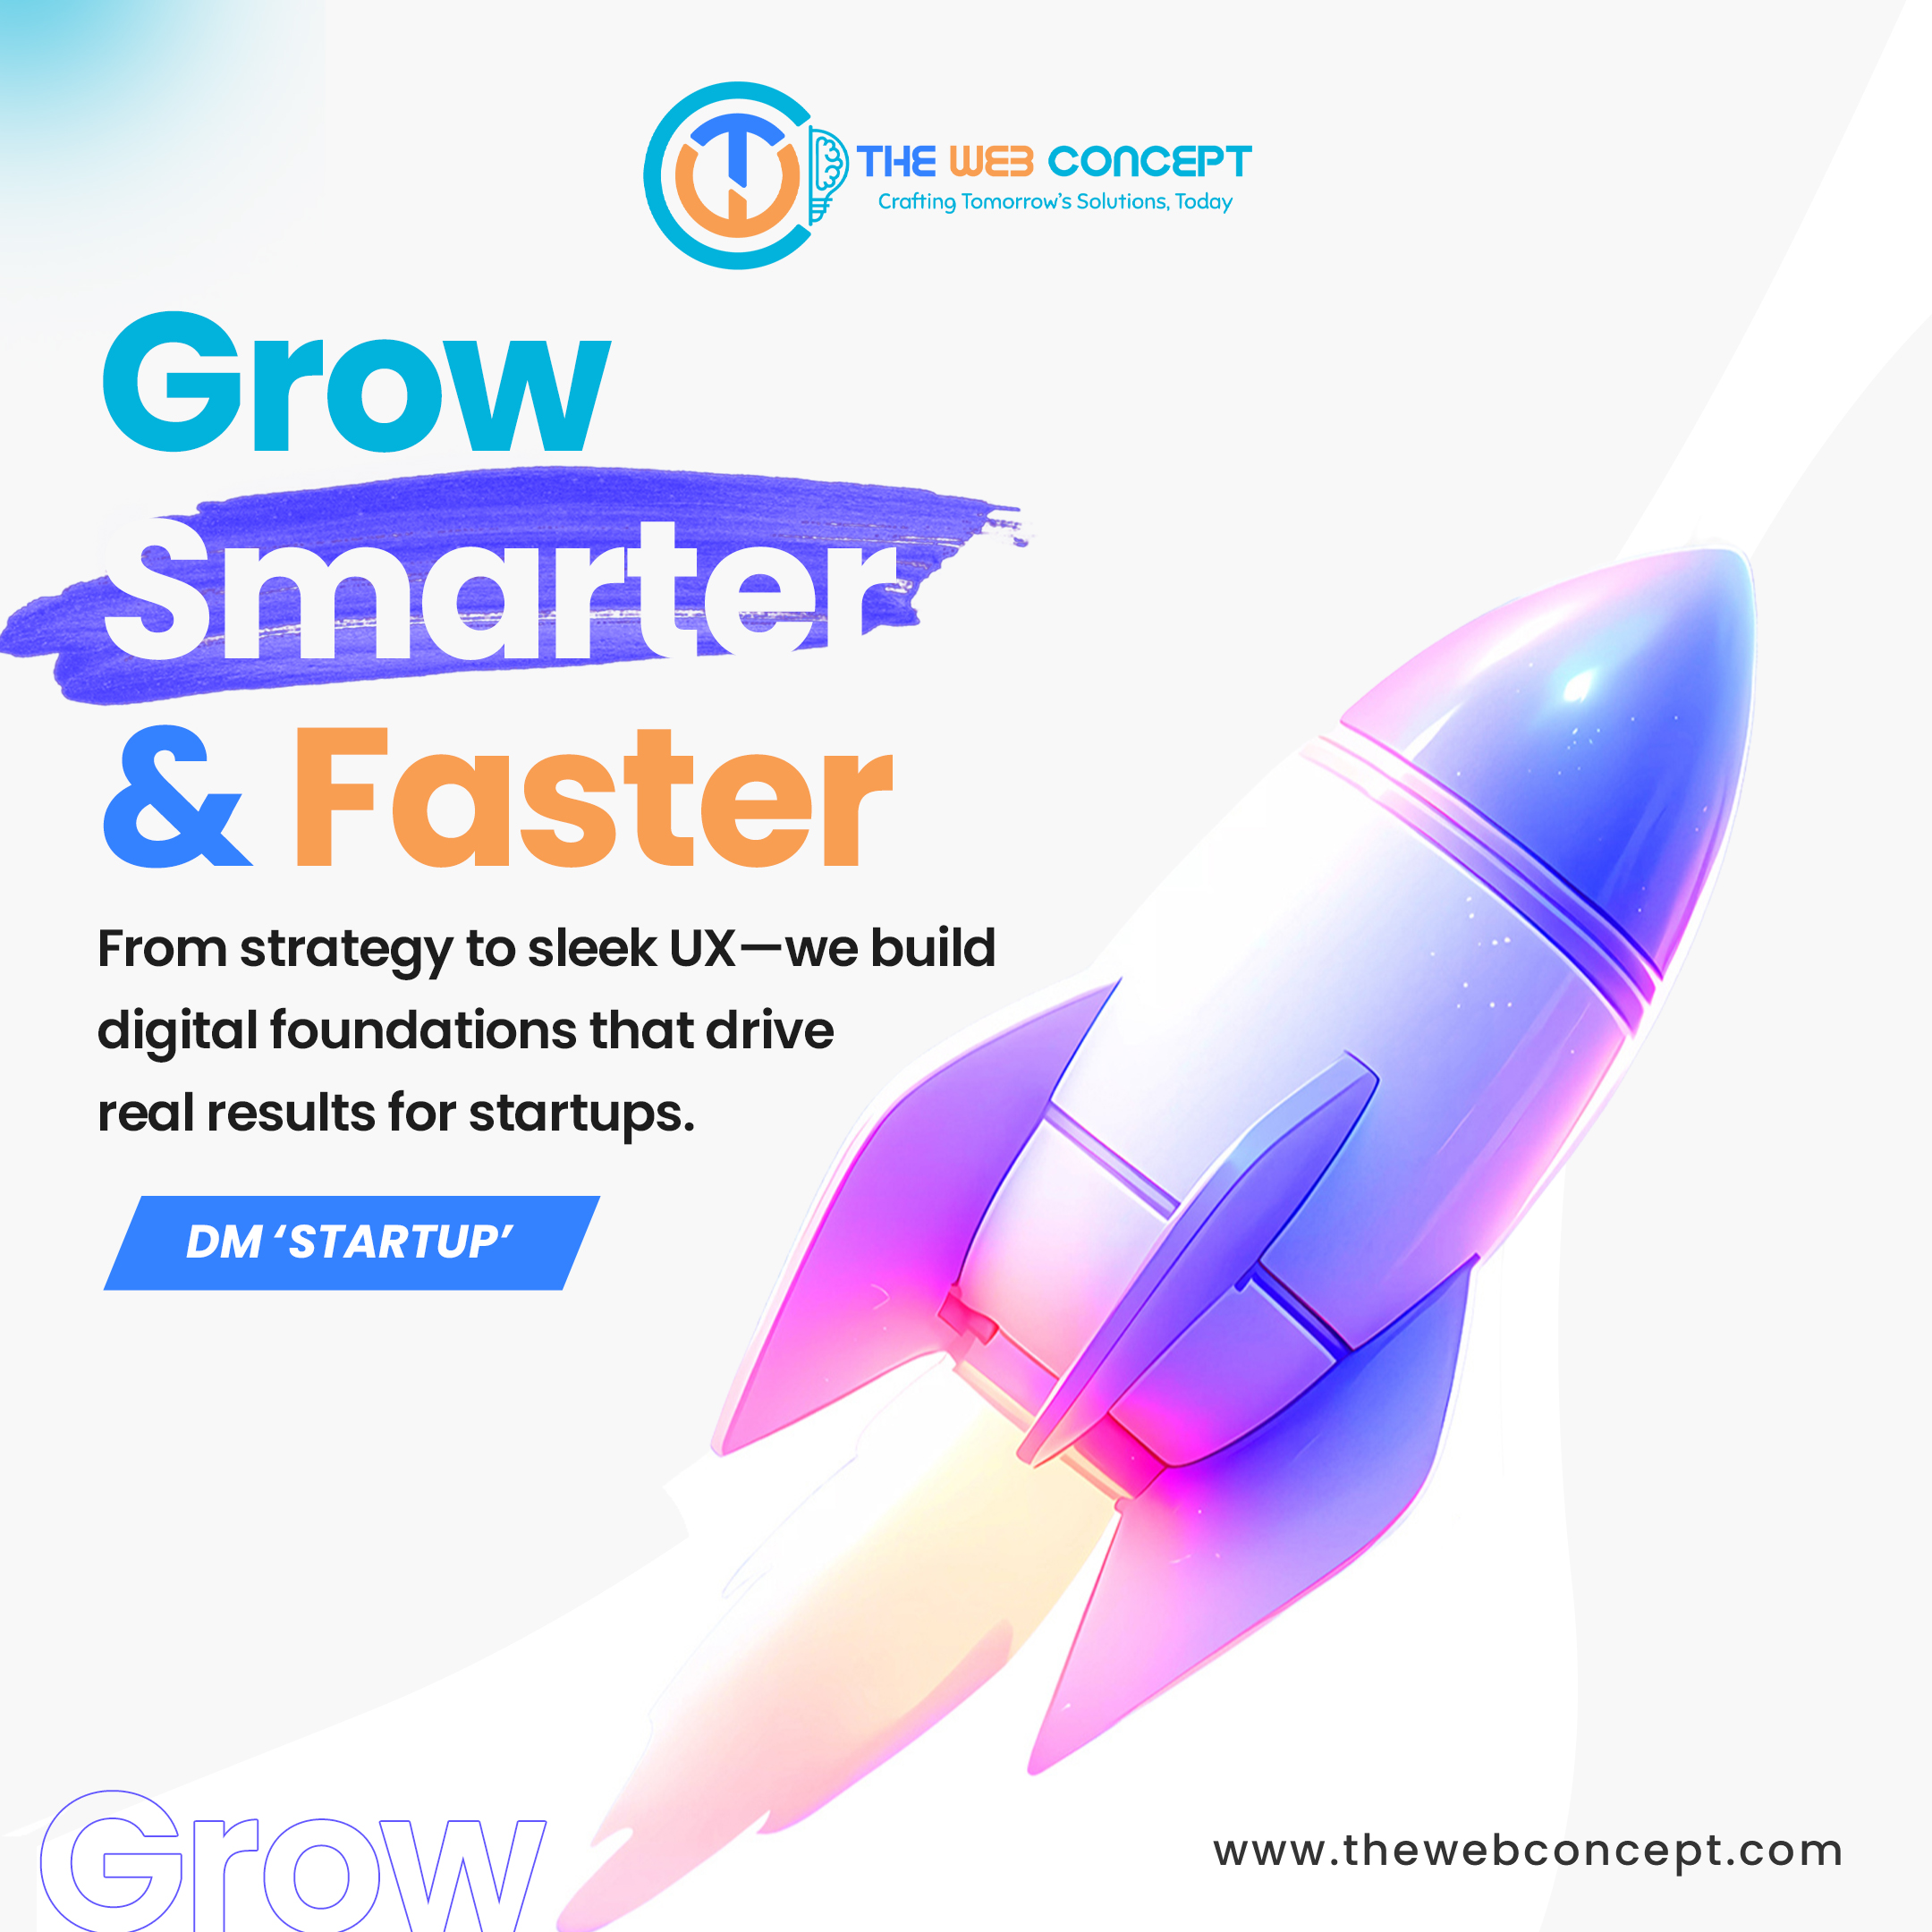 THE WEB CONCEPT
Crafting Tomorrow's Solutions, Today
Grow
Smarter
& Faster
From strategy to sleek UX—we build
digital foundations that drive
real results for startups.
DM ‘STARTUP’
Grow
www.thewebconcept.com